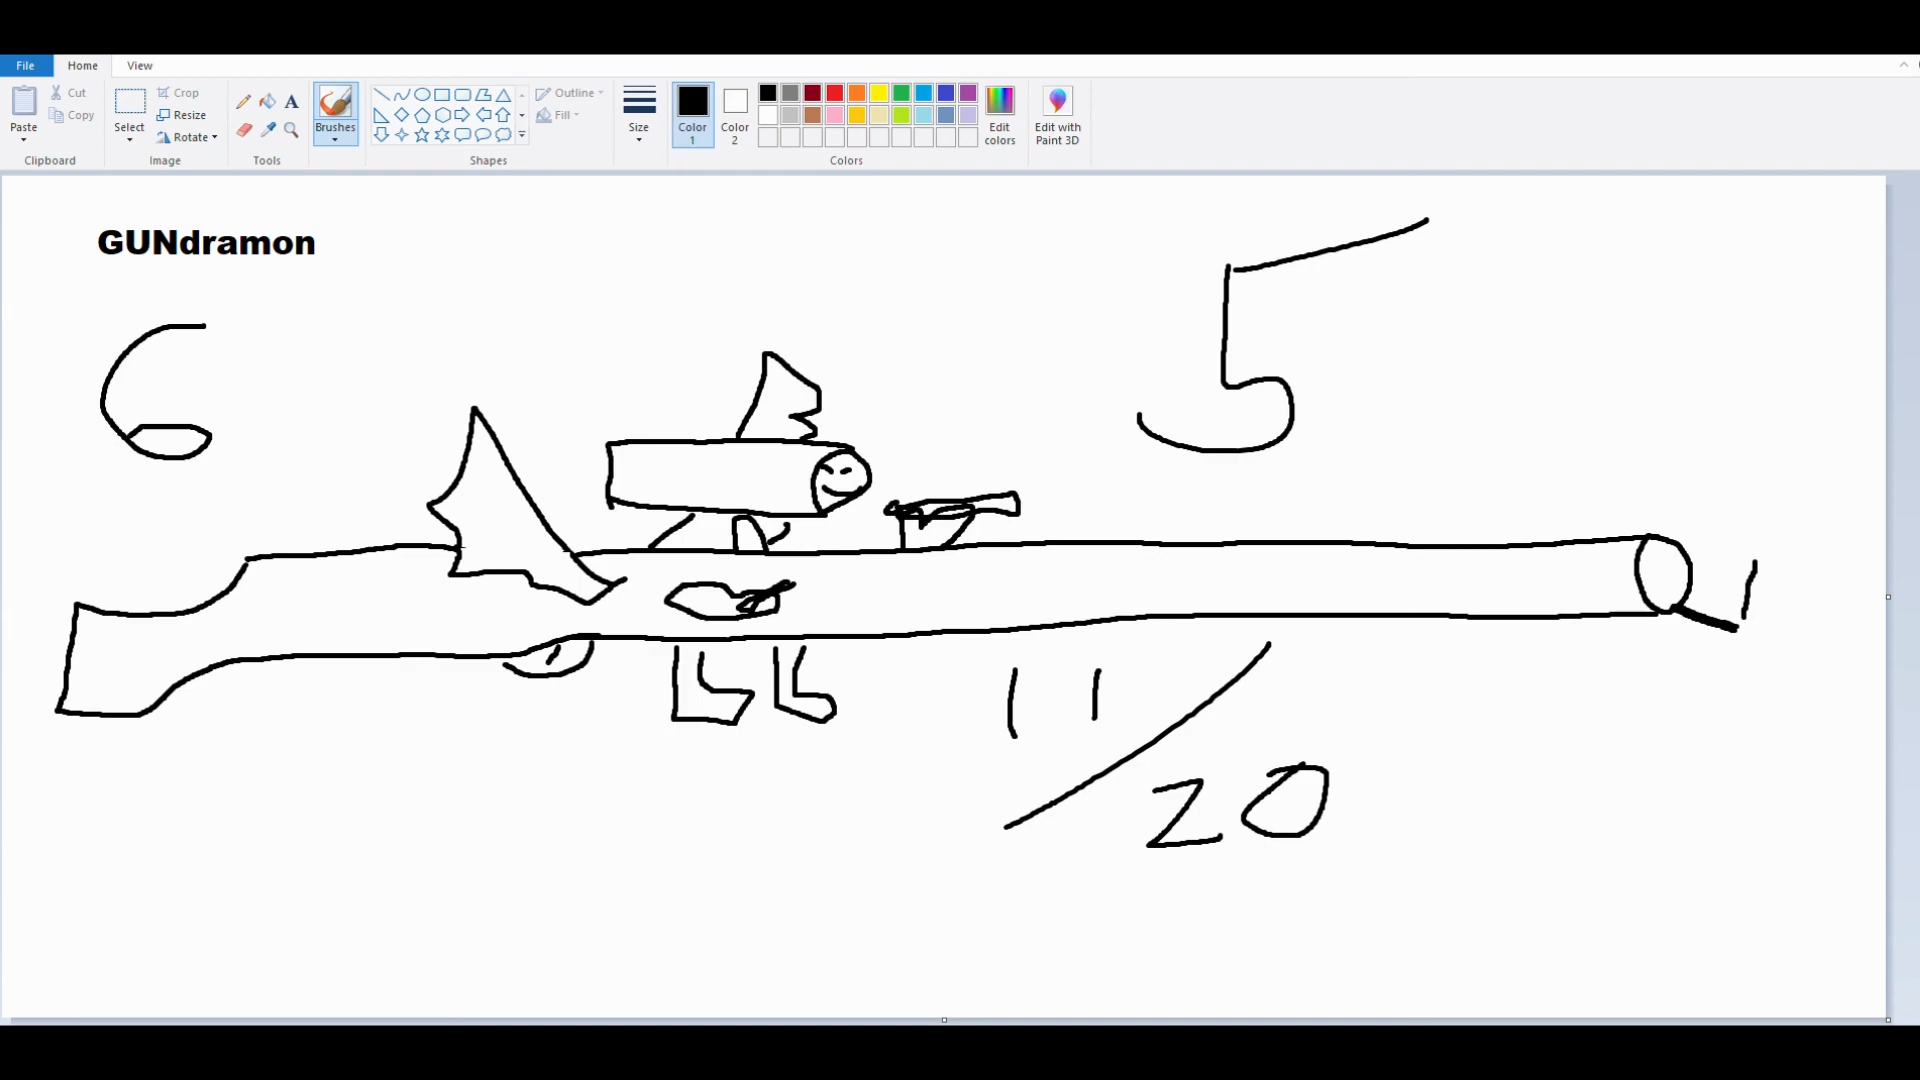 File Home View
Cut
Copy
Paste
Clipboard
Select
Crop
Resize
Rotate
Image
A
Tools
Brushes
Shapes
Outline
Fill
Size
Color 1
Color 2
Colors
Edit colors
Edit with Paint 3D
GUNdramon
6
5
11/20